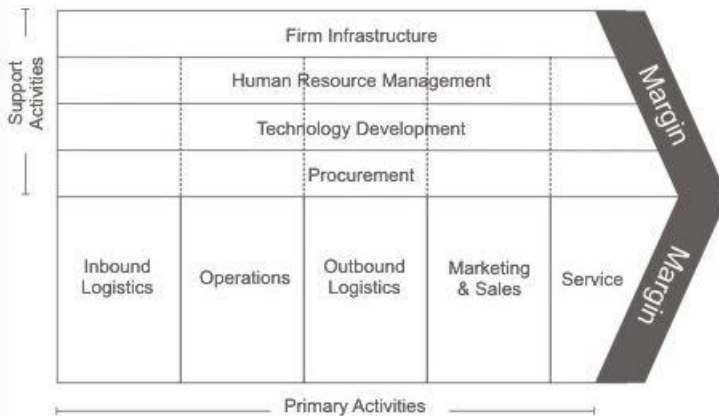 Support
Activities
Firm Infrastructure
Human Resource Management
Technology Development
Procurement
Inbound
Logistics
Operations
Outbound
Logistics
Marketing
& Sales
Service
Margin
Margin
Primary Activities